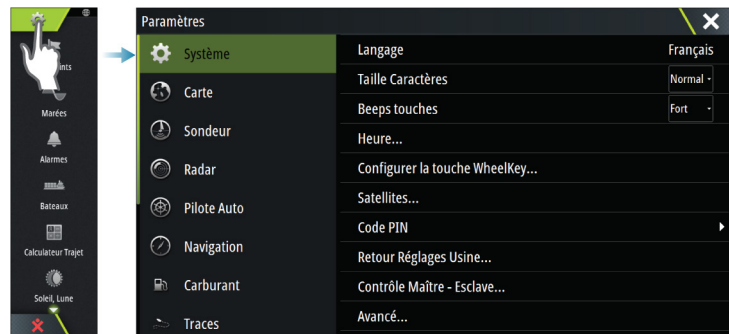 ints
Marées
Alarmes
Bateaux
Calculateur Trajet
Soleil, Lune
Paramètres
Système
Carte
Sondeur
Radar
Pilote Auto
Navigation
Carburant
Traces
Langage Français
Taille Caractères Normal
Beeps touches Fort
Heure...
Configurer la touche WheelKey...
Satellites...
Code PIN
Retour Réglages Usine...
Contrôle Maître - Esclave...
Avancé...